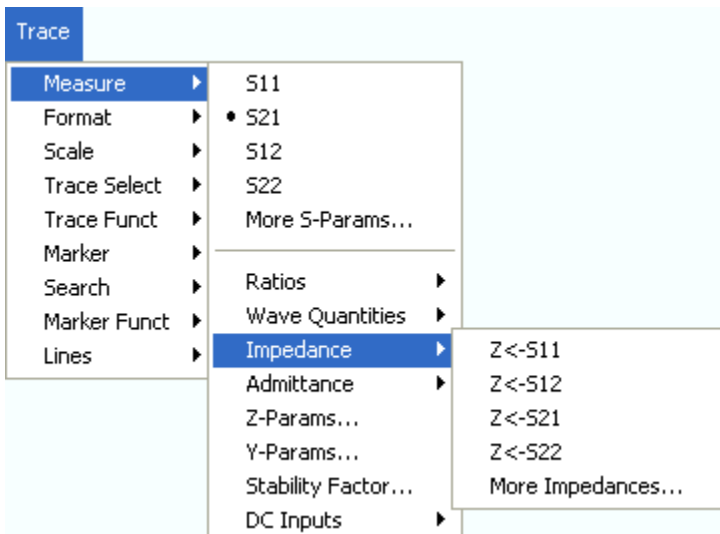 Trace
Measure
Format
Scale
Trace Select
Trace Funct
Marker
Search
Marker Funct
Lines
S11
• S21
S12
S22
More S-Params...
Ratios
Wave Quantities
Impedance
Admittance
Z-Params...
Y-Params...
Stability Factor...
DC Inputs
Z<-S11
Z<-S12
Z<-S21
Z<-S22
More Impedances...